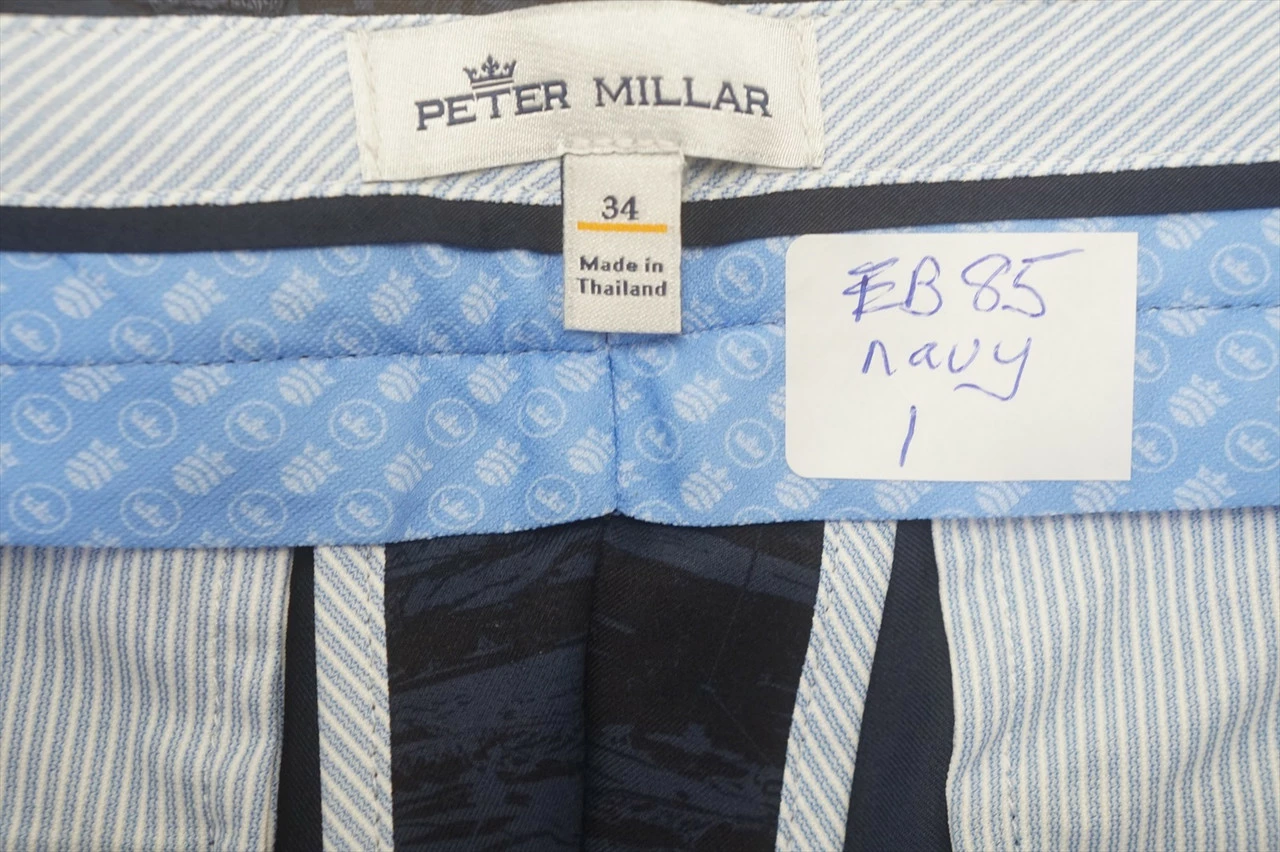 PETER MILLAR
34
Made in
Thailand
EB85
navy
1